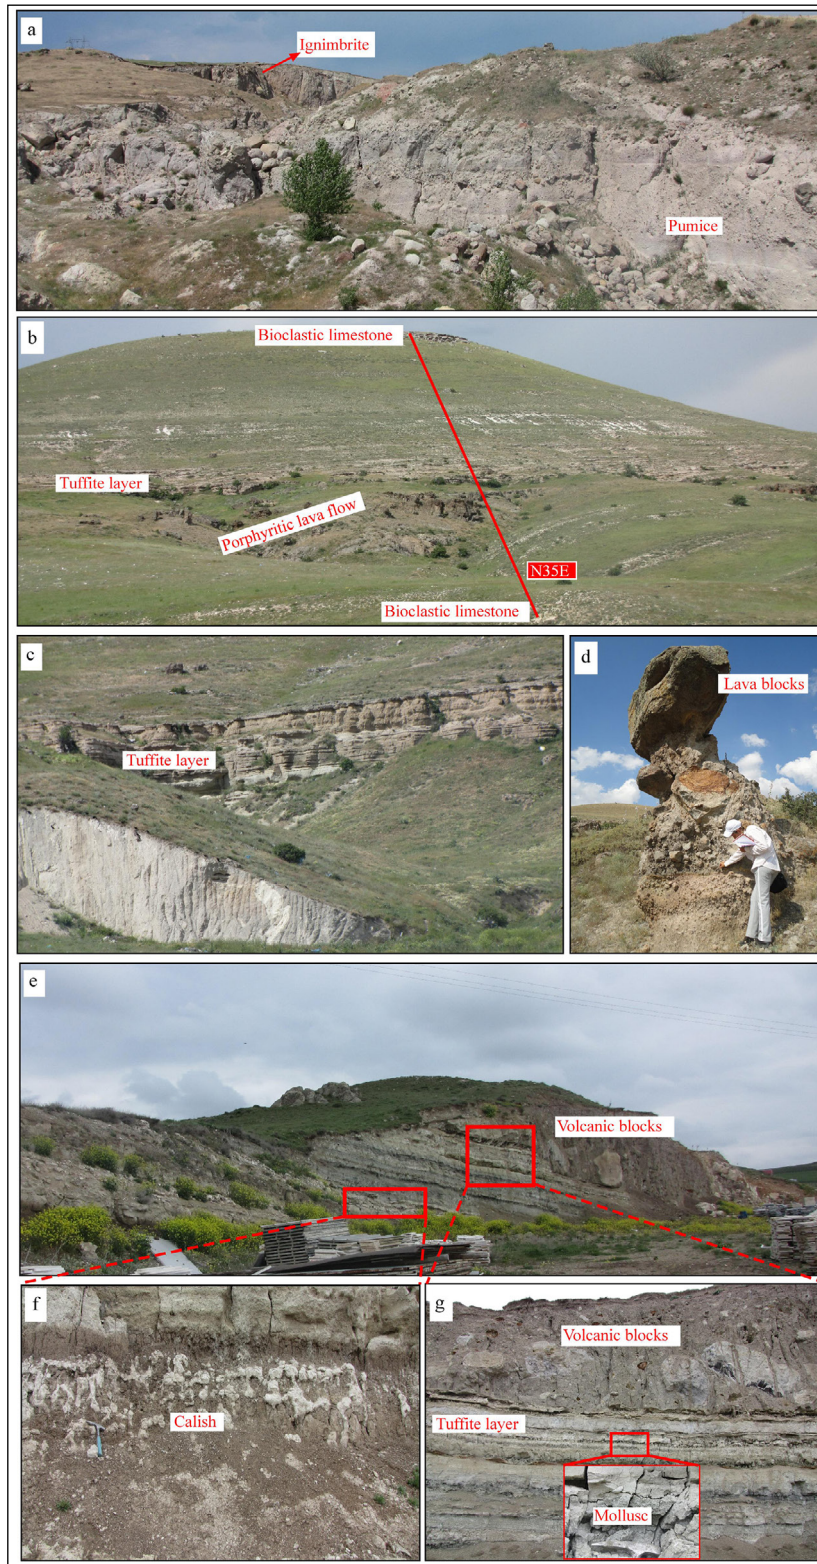 a
Ignimbrite
Pumice
b
Bioclastic limestone
Tuffite layer
Porphyritic lava flow
N35E
Bioclastic limestone
c
Tuffite layer
d
Lava blocks
e
Volcanic blocks
f
Calish
g
Volcanic blocks
Tuffite layer
Mollusc